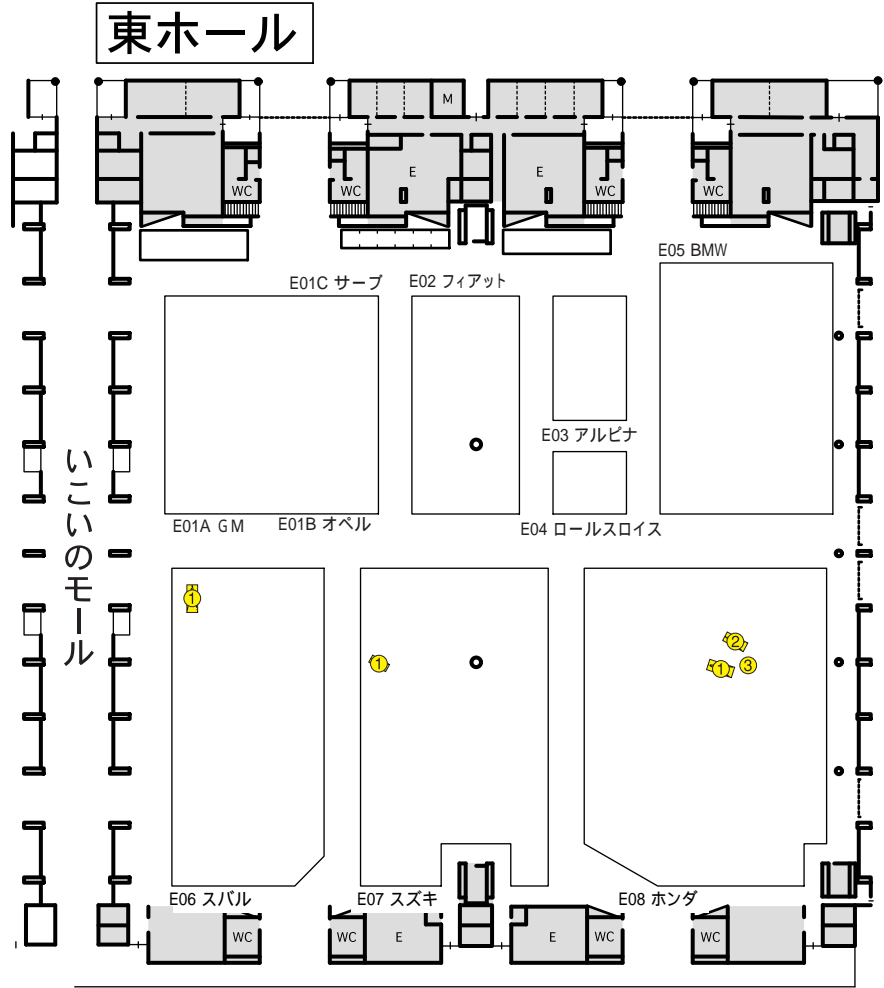 東ホール
M
E
E
WC
WC
WC
WC
E05 BMW
E01C サーブ
E02 フィアット
E03 アルピナ
いこいのモール
E01A GM
E01B オペル
E04 ロールスロイス
①
②
①
①
③
E06 スバル
E07 スズキ
E08 ホンダ
WC
WC
E
E
WC
WC